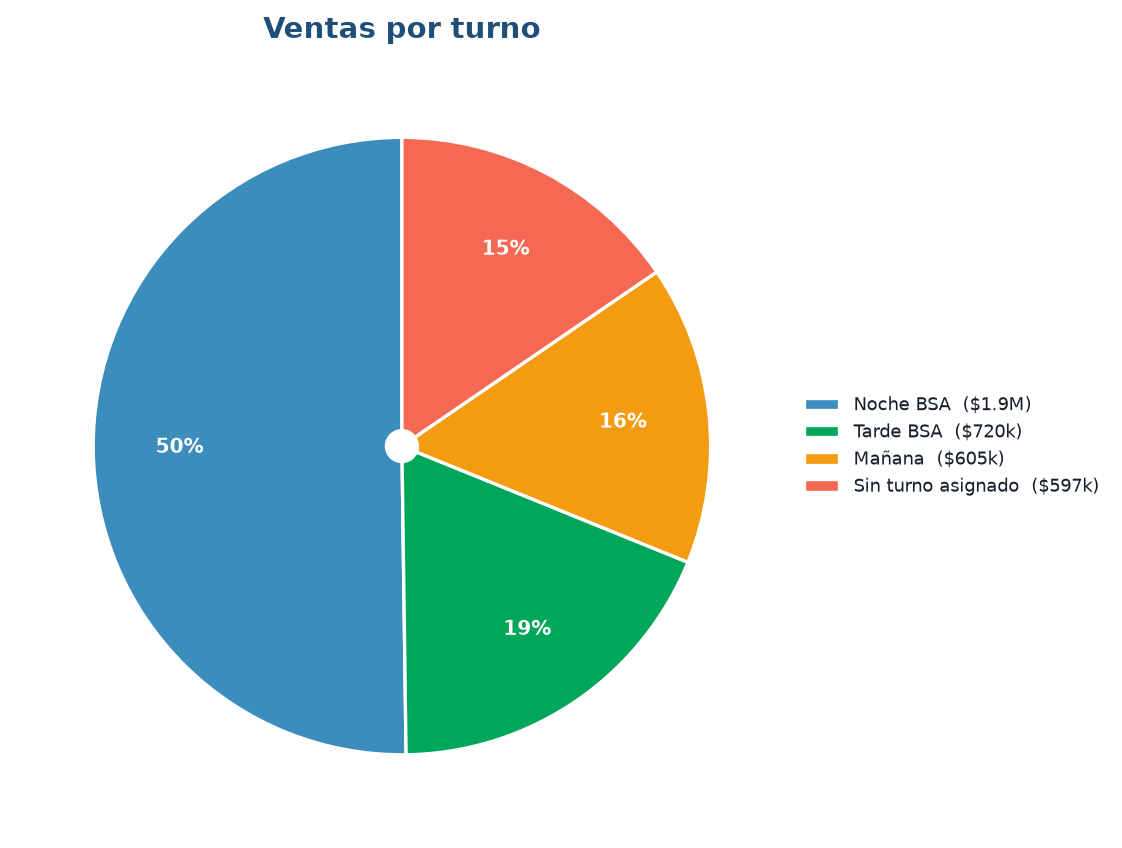 Ventas por turno
15%
16%
50%
19%
Noche BSA  ($1.9M)
Tarde BSA  ($720k)
Mañana  ($605k)
Sin turno asignado  ($597k)